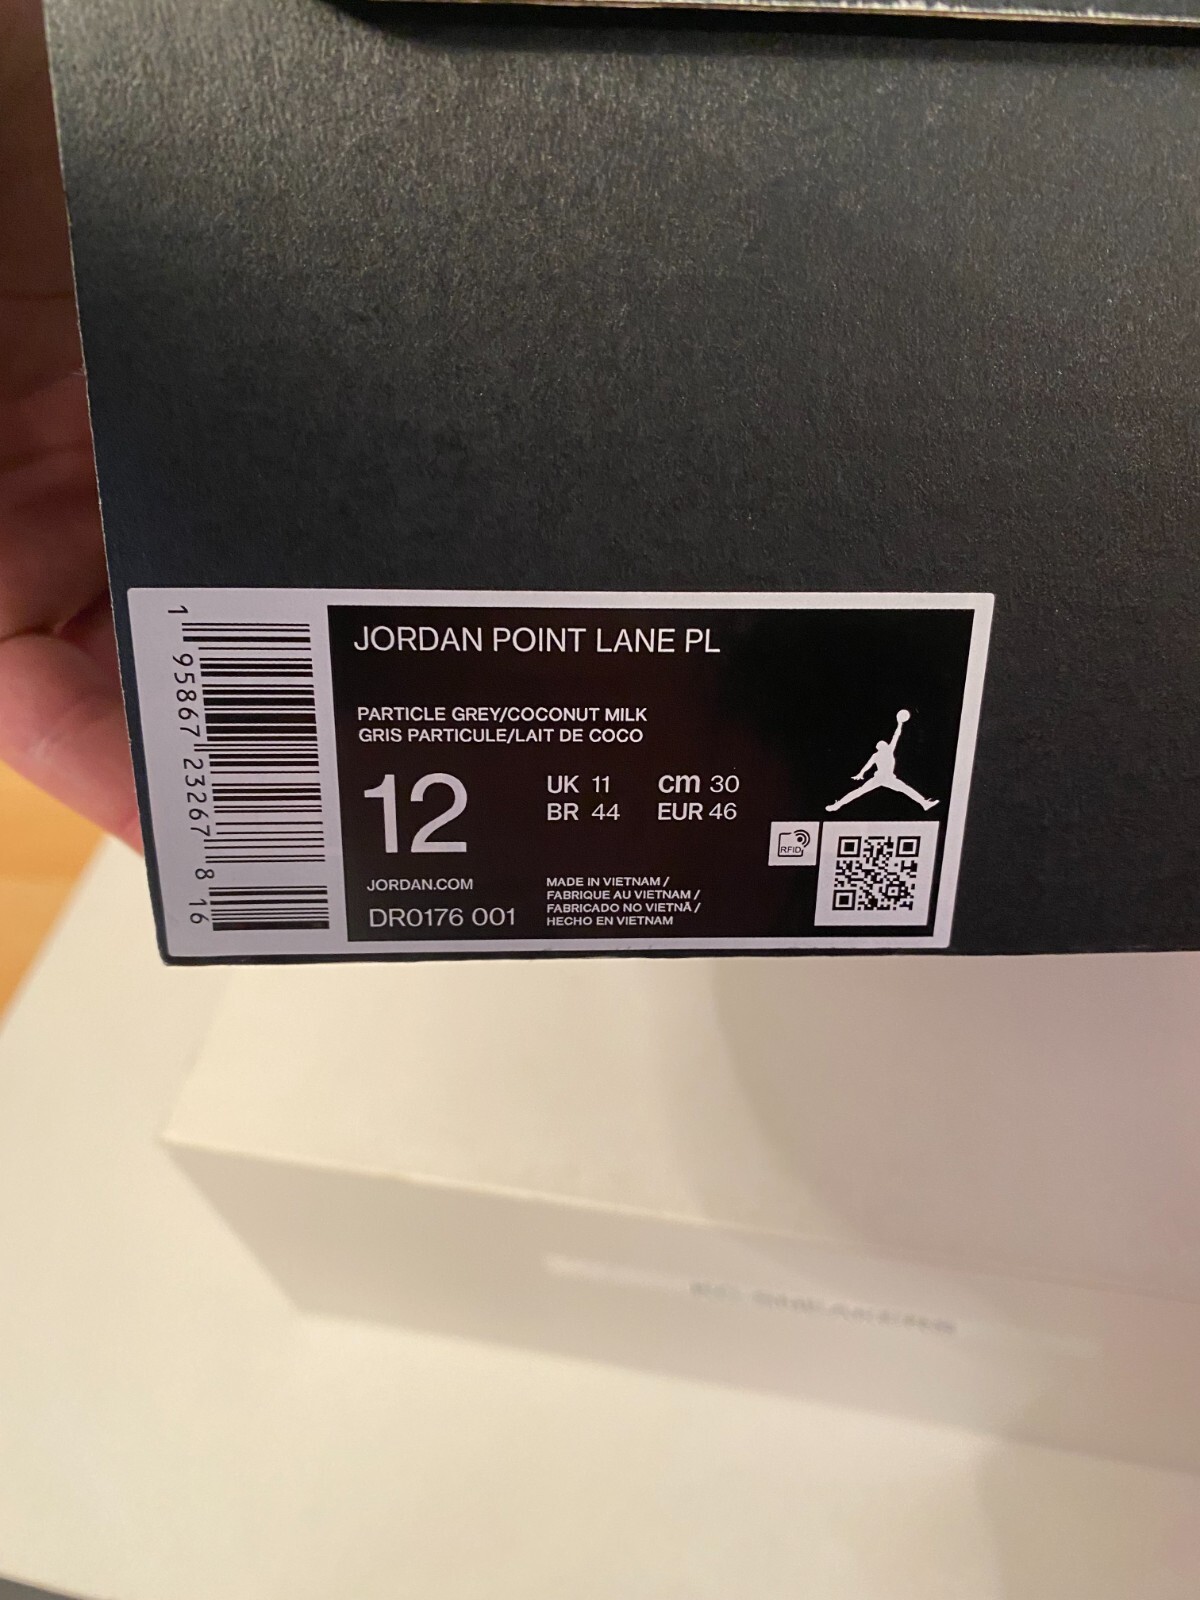 JORDAN POINT LANE PL
PARTICLE GREY/COCONUT MILK
GRIS PARTICULE/LAIT DE COCO
12
UK 11
cm 30
BR 44
EUR 46
RFID
JORDAN.COM
DR0176 001
MADE IN VIETNAM /
FABRIQUE AU VIETNAM /
FABRICADO NO VIETNÃ /
HECHO EN VIETNAM
1 95867 23267 8 16